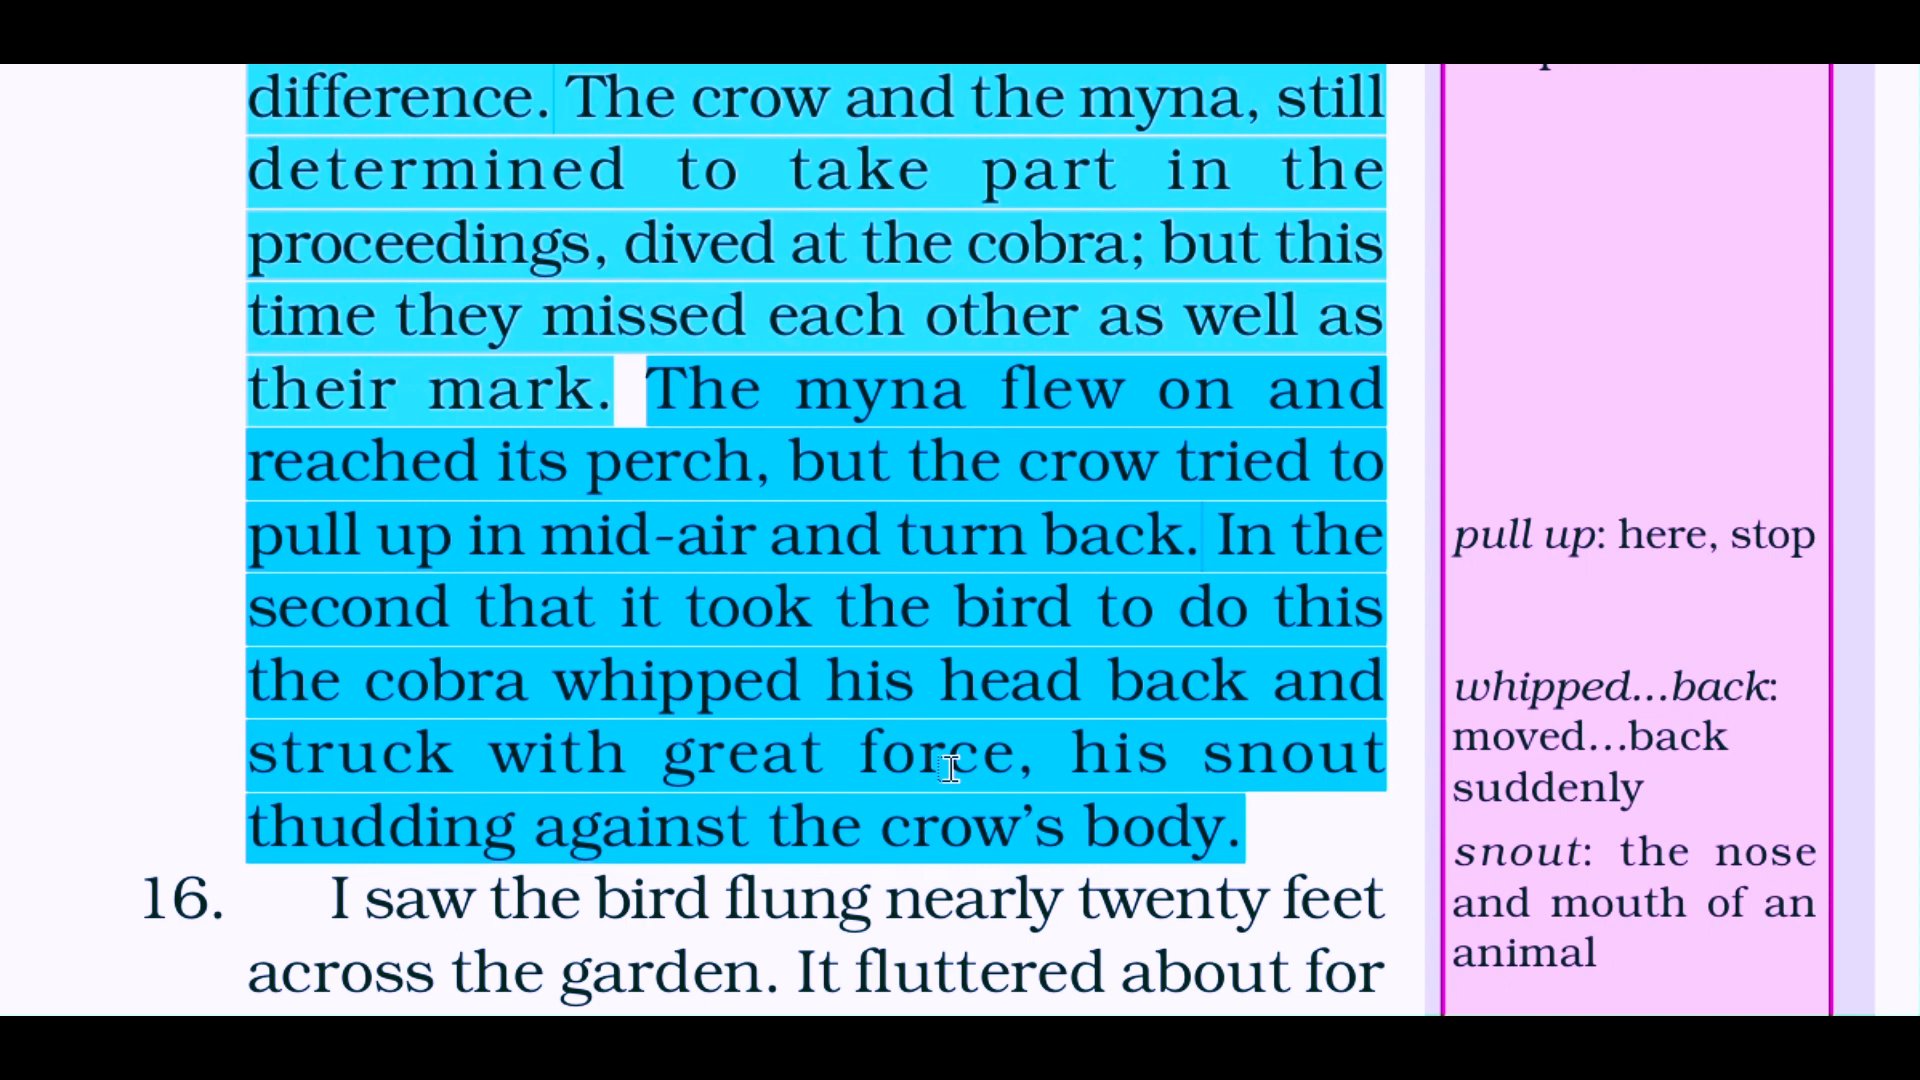 difference. The crow and the myna, still
determined to take part in the
proceedings, dived at the cobra; but this
time they missed each other as well as
their mark. The myna flew on and
reached its perch, but the crow tried to
pull up in mid-air and turn back. In the
second that it took the bird to do this
the cobra whipped his head back and
struck with great force, his snout
thudding against the crow's body.
16. I saw the bird flung nearly twenty feet
across the garden. It fluttered about for
pull up: here, stop
whipped...back:
moved...back
suddenly
snout: the nose
and mouth of an
animal